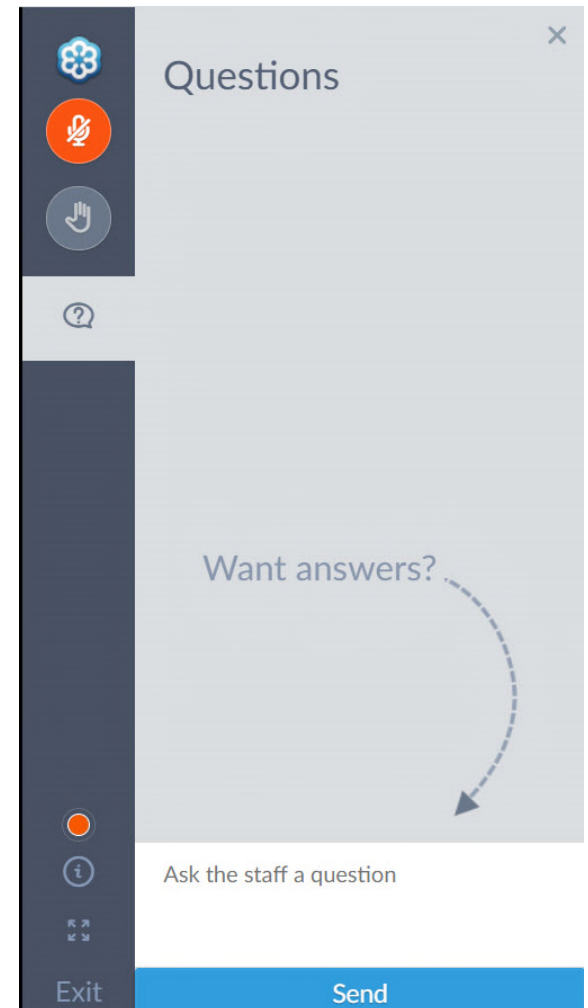 Questions
Want answers?
Ask the staff a question
Exit
Send